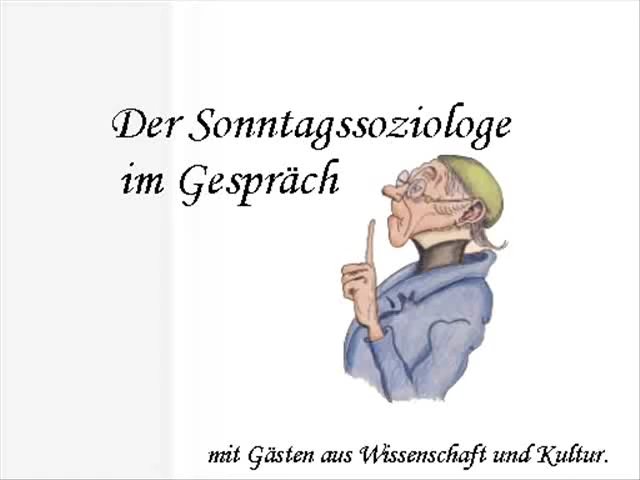 Der Sonntagssoziologe
im Gespräch
mit Gästen aus Wissenschaft und Kultur.